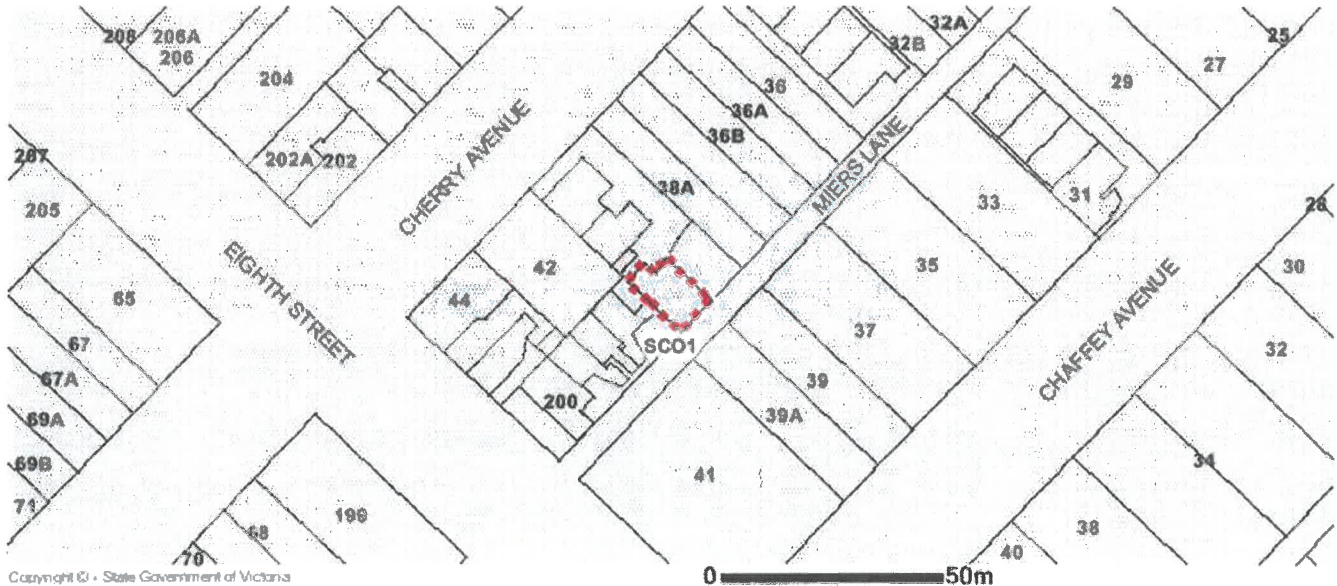 208
206A
206
204
202A
202
207
205
65
67
67A
69A
69B
71
70
68
199
EIGHTH STREET
CHERRY AVENUE
44
42
200
38A
36B
36A
36
32B
32A
SCO1
MIERS LANE
29
27
25
31
33
35
37
39
39A
41
CHAFFEY AVENUE
28
30
32
34
38
40
Copyright © - State Government of Victoria
0 50m